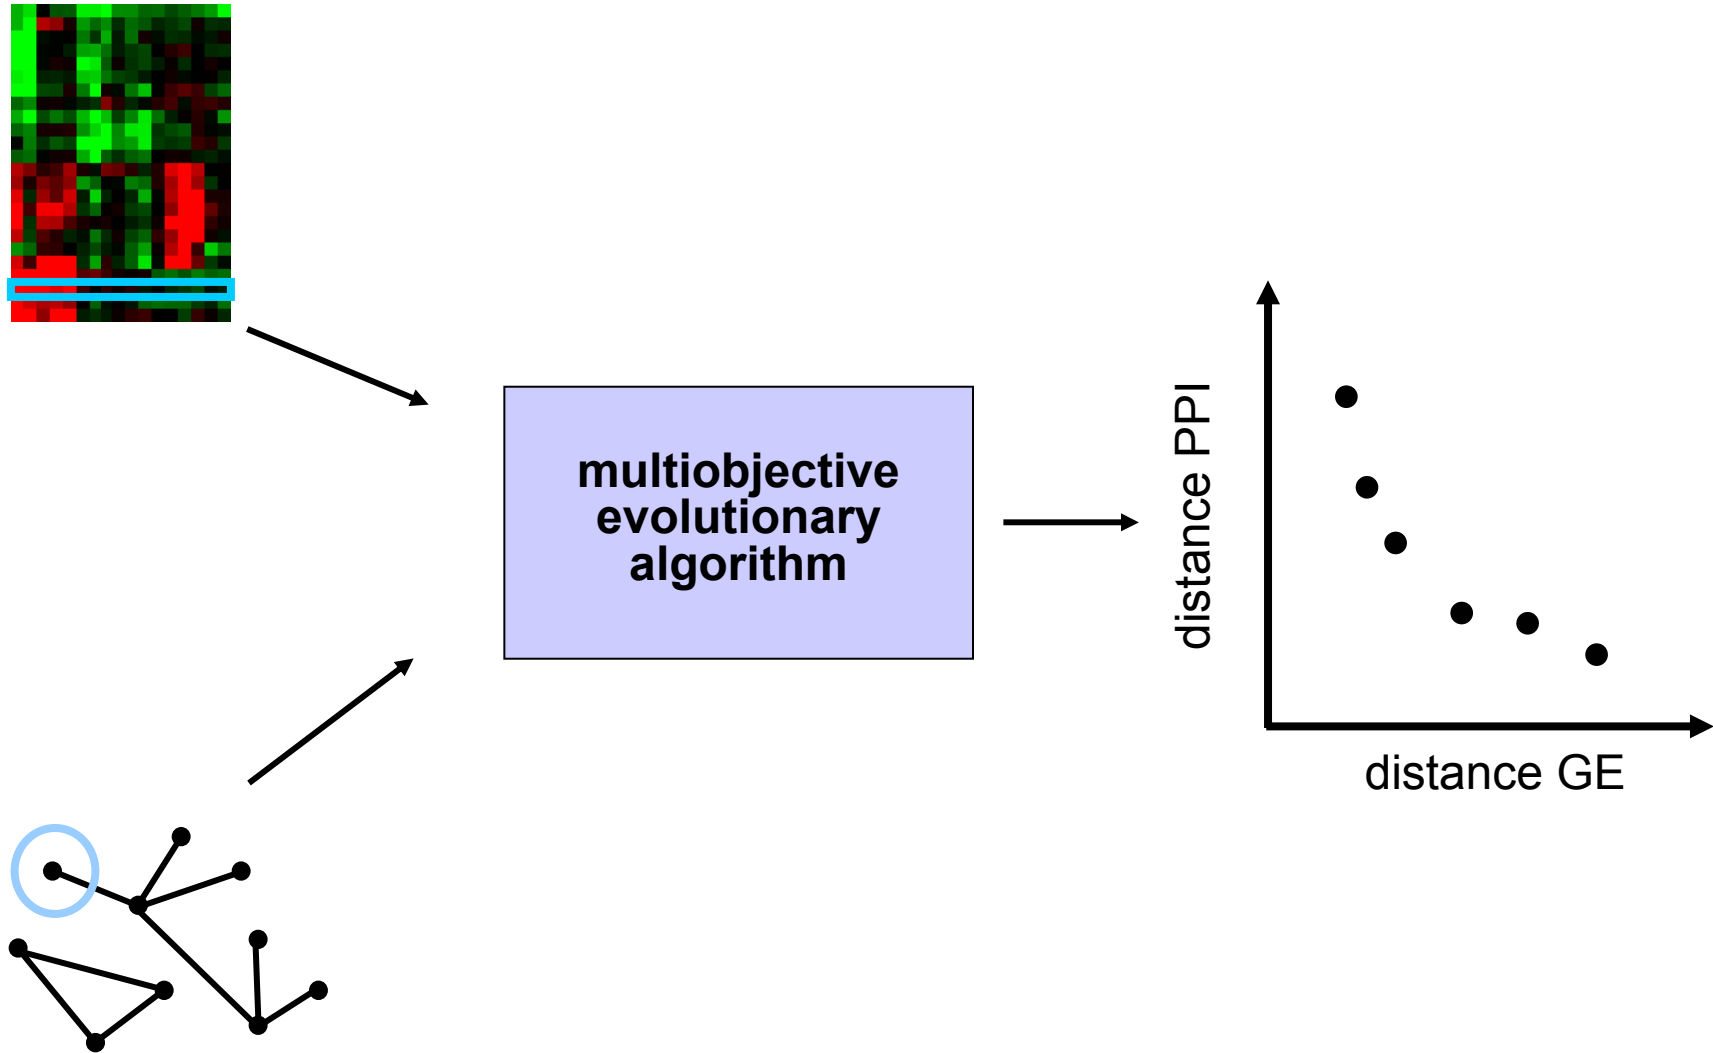 multiobjective
evolutionary
algorithm
distance PPI
distance GE